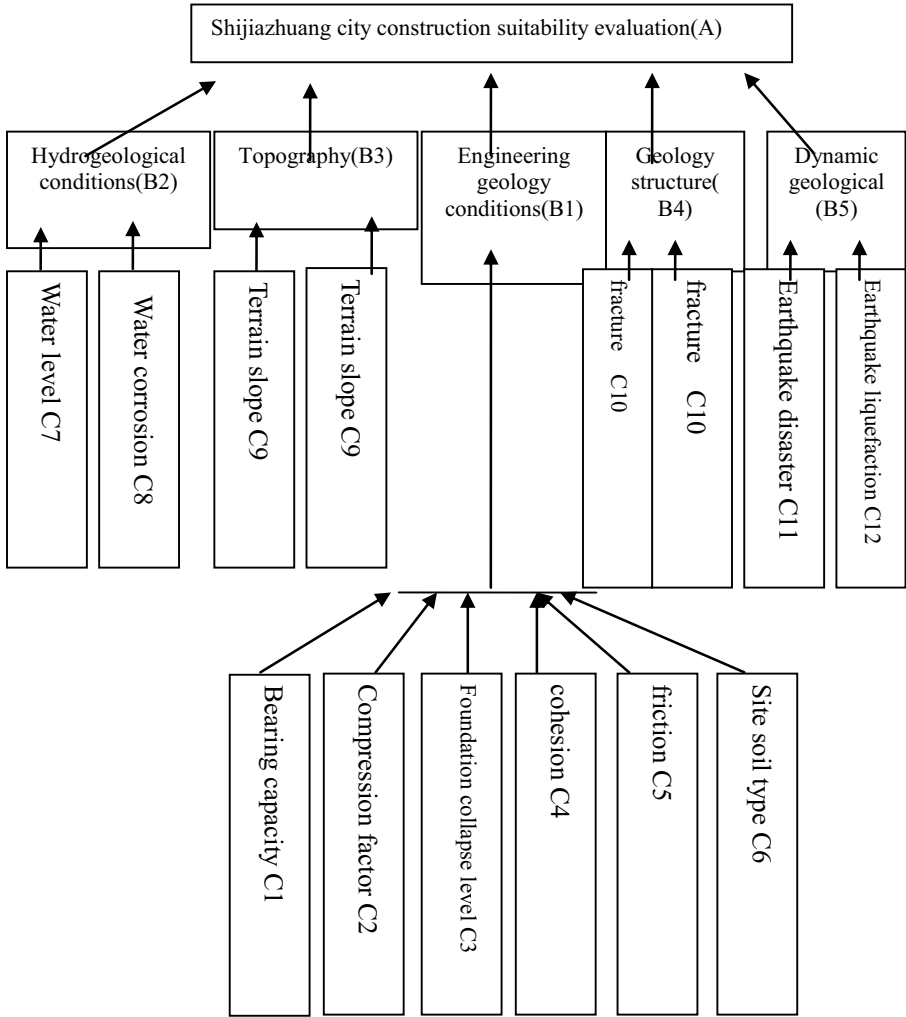 Shijiazhuang city construction suitability evaluation(A)
Hydrogeological
conditions(B2)
Topography(B3)
Engineering
geology
conditions(B1)
Geology
structure(
B4)
Dynamic
geological
(B5)
Water level C7
Water corrosion C8
Terrain slope C9
Terrain slope C9
fracture C10
fracture C10
Earthquake disaster C11
Earthquake liquefaction C12
Bearing capacity C1
Compression factor C2
Foundation collapse level C3
cohesion C4
friction C5
Site soil type C6